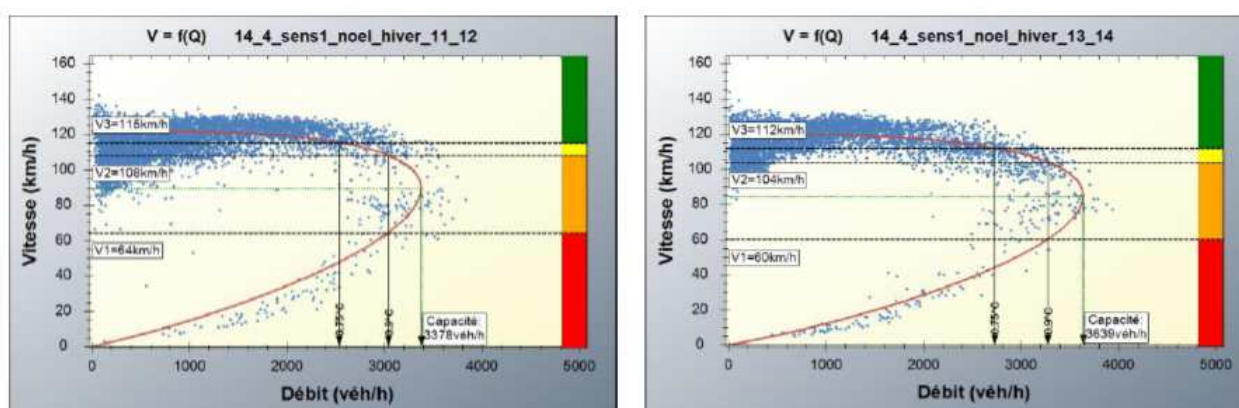 V = f(Q) 14_4_sens1_noel_hiver_11_12
Vitesse (km/h)
160
140
120
100
80
60
40
20
0
V3=115km/h
V2=108km/h
V1=64km/h
0.75*C
0.9*C
Capacité:
3378véh/h
0 1000 2000 3000 4000 5000
Débit (véh/h)
V = f(Q) 14_4_sens1_noel_hiver_13_14
Vitesse (km/h)
160
140
120
100
80
60
40
20
0
V3=112km/h
V2=104km/h
V1=60km/h
0.75*C
0.9*C
Capacité:
3639véh/h
0 1000 2000 3000 4000 5000
Débit (véh/h)